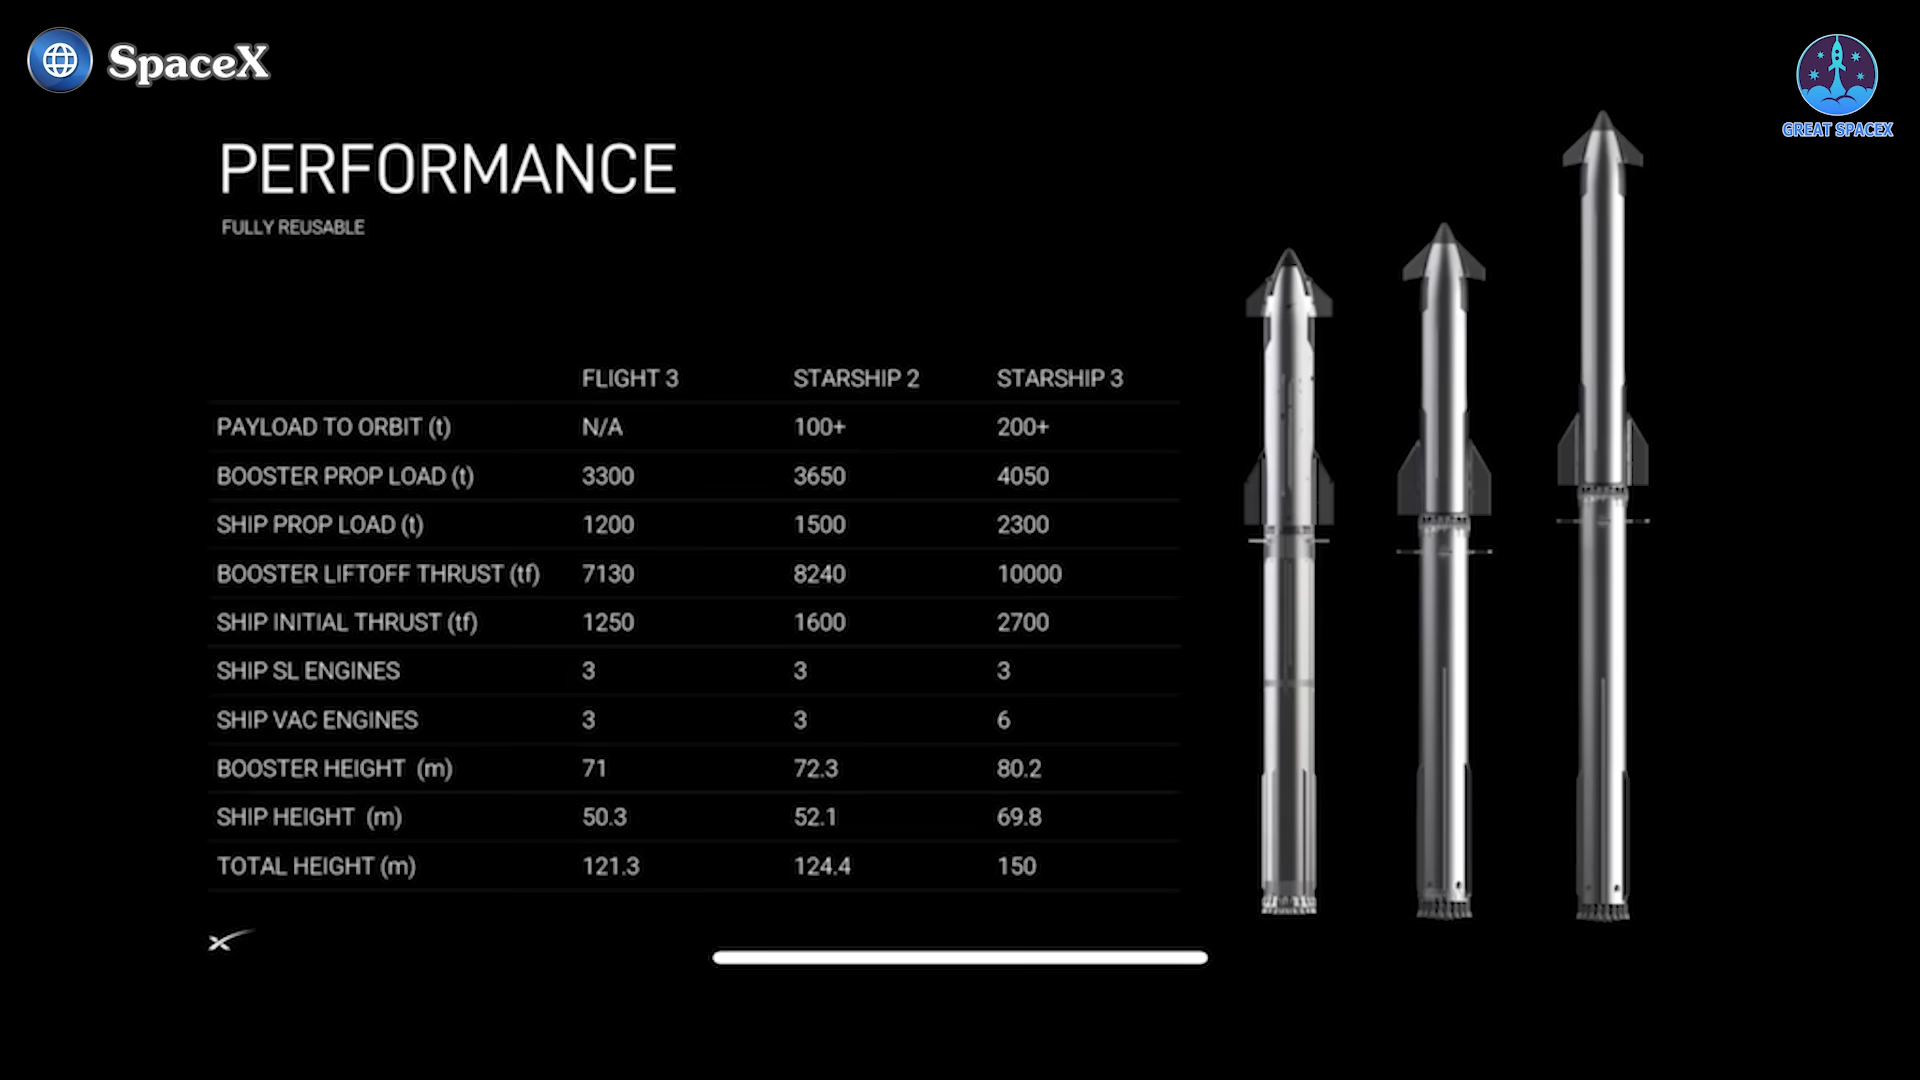 SpaceX
GREAT SPACEX
PERFORMANCE
FULLY REUSABLE
FLIGHT 3 STARSHIP 2 STARSHIP 3
PAYLOAD TO ORBIT (t) N/A 100+ 200+
BOOSTER PROP LOAD (t) 3300 3650 4050
SHIP PROP LOAD (t) 1200 1500 2300
BOOSTER LIFTOFF THRUST (tf) 7130 8240 10000
SHIP INITIAL THRUST (tf) 1250 1600 2700
SHIP SL ENGINES 3 3 3
SHIP VAC ENGINES 3 3 6
BOOSTER HEIGHT (m) 71 72.3 80.2
SHIP HEIGHT (m) 50.3 52.1 69.8
TOTAL HEIGHT (m) 121.3 124.4 150